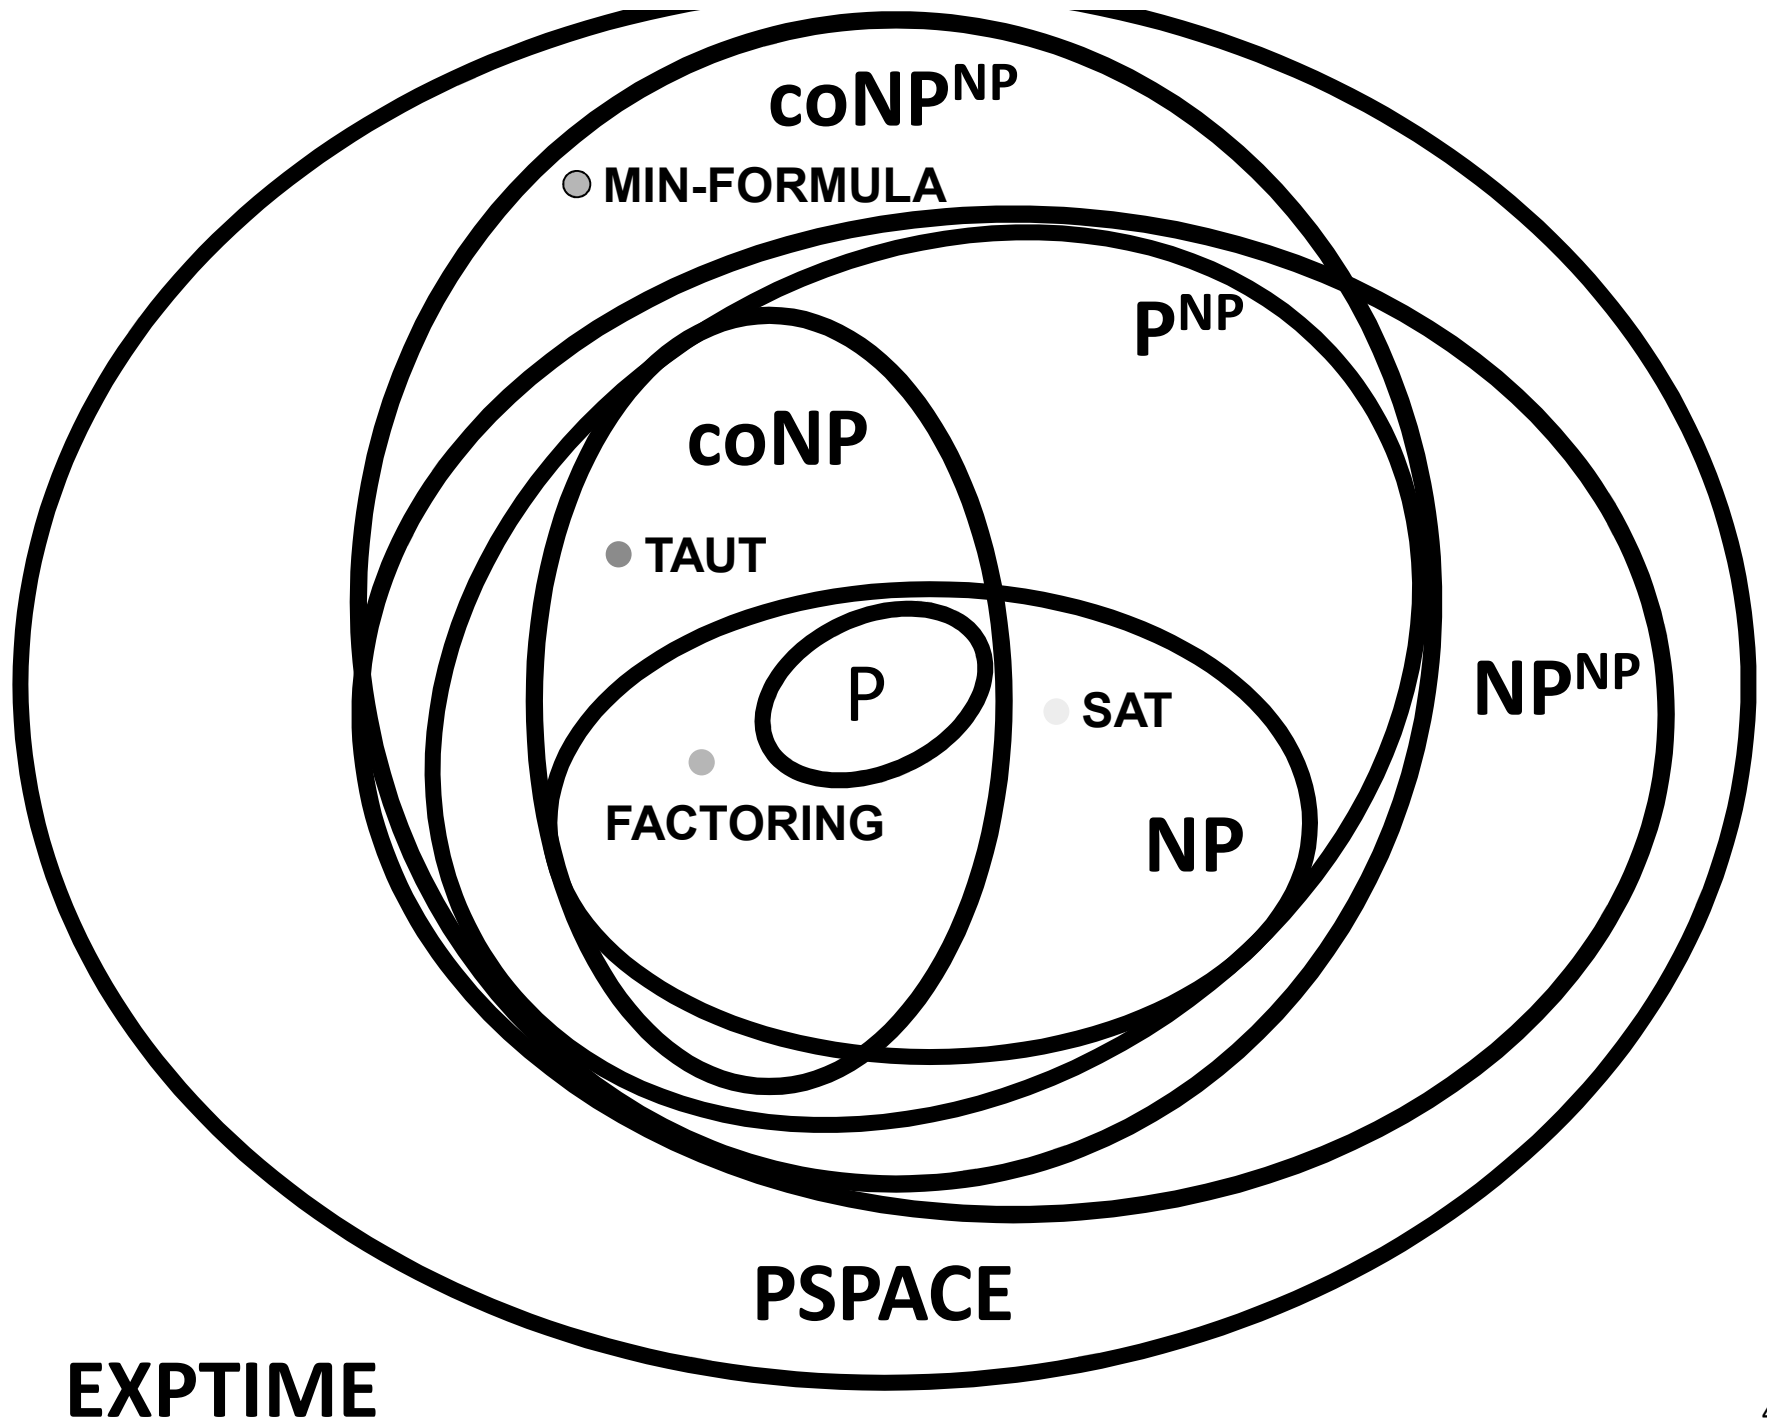 coNP^NP
MIN-FORMULA
P^NP
coNP
TAUT
P
SAT
NP^NP
FACTORING
NP
PSPACE
EXPTIME